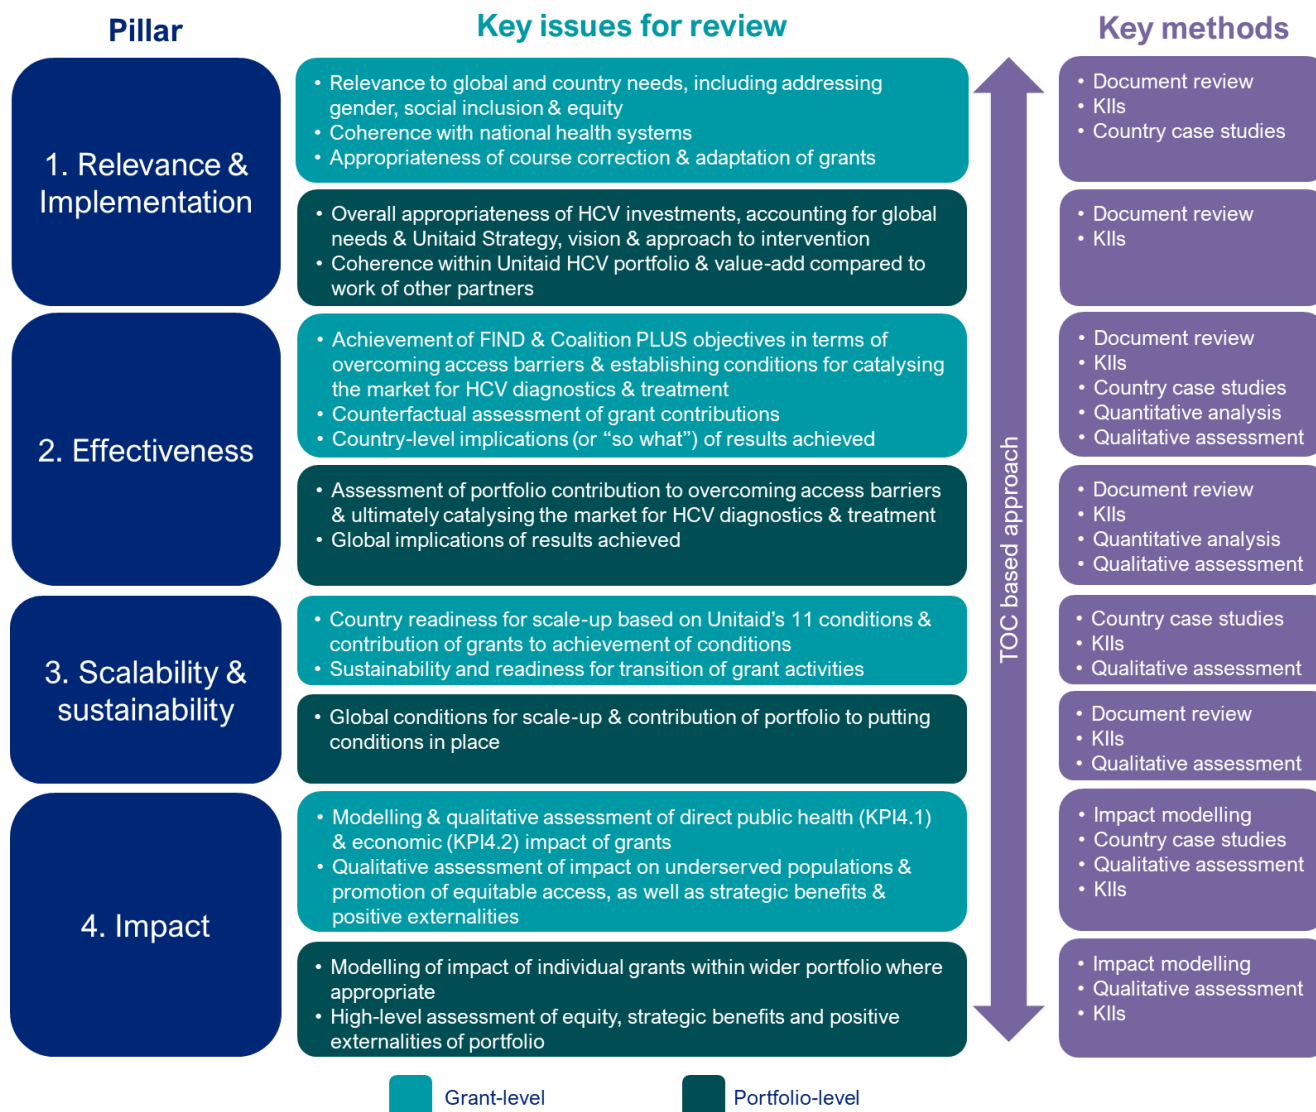 Pillar
Key issues for review
Key methods
1. Relevance &
Implementation
• Relevance to global and country needs, including addressing
gender, social inclusion & equity
• Coherence with national health systems
• Appropriateness of course correction & adaptation of grants
• Document review
• KIIs
• Country case studies
• Overall appropriateness of HCV investments, accounting for global
needs & Unitaid Strategy, vision & approach to intervention
• Coherence within Unitaid HCV portfolio & value-add compared to
work of other partners
• Document review
• KIIs
2. Effectiveness
• Achievement of FIND & Coalition PLUS objectives in terms of
overcoming access barriers & establishing conditions for catalysing
the market for HCV diagnostics & treatment
• Counterfactual assessment of grant contributions
• Country-level implications (or “so what”) of results achieved
• Document review
• KIIs
• Country case studies
• Quantitative analysis
• Qualitative assessment
• Assessment of portfolio contribution to overcoming access barriers
& ultimately catalysing the market for HCV diagnostics & treatment
• Global implications of results achieved
• Document review
• KIIs
• Quantitative analysis
• Qualitative assessment
3. Scalability &
sustainability
• Country readiness for scale-up based on Unitaid’s 11 conditions &
contribution of grants to achievement of conditions
• Sustainability and readiness for transition of grant activities
• Country case studies
• KIIs
• Qualitative assessment
• Global conditions for scale-up & contribution of portfolio to putting
conditions in place
• Document review
• KIIs
• Qualitative assessment
4. Impact
• Modelling & qualitative assessment of direct public health (KPI4.1)
& economic (KPI4.2) impact of grants
• Qualitative assessment of impact on underserved populations &
promotion of equitable access, as well as strategic benefits &
positive externalities
• Impact modelling
• Country case studies
• Qualitative assessment
• KIIs
• Modelling of impact of individual grants within wider portfolio where
appropriate
• High-level assessment of equity, strategic benefits and positive
externalities of portfolio
• Impact modelling
• Qualitative assessment
• KIIs
TOC based approach
Grant-level
Portfolio-level